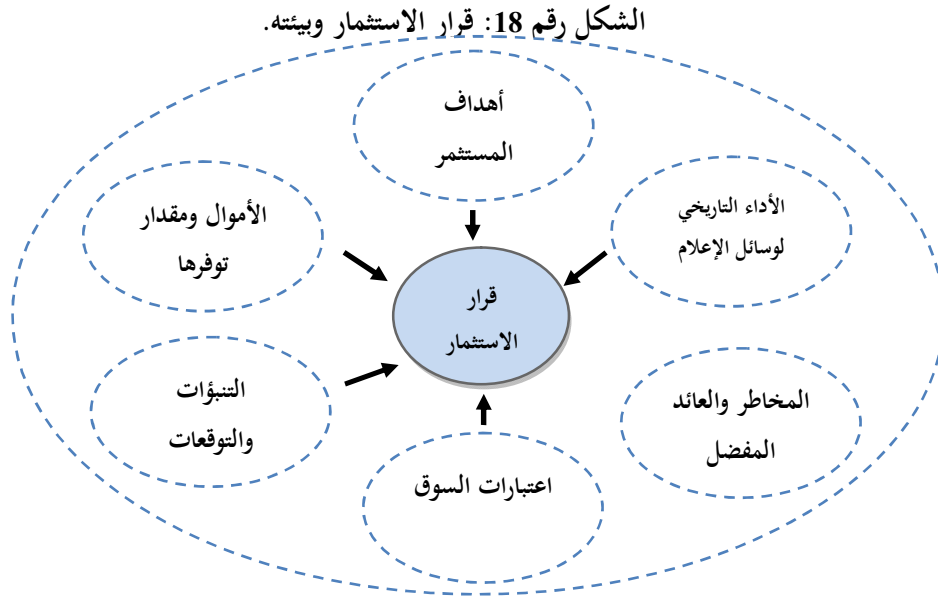 الشكل رقم 18: قرار الاستثمار وبيئته.
أهداف
المستثمر
الأداء التاريخي
لوسائل الإعلام
الأموال ومقدار
توفرها
قرار
الاستثمار
المخاطر والعائد
المفضل
التنبؤات
والتوقعات
اعتبارات السوق